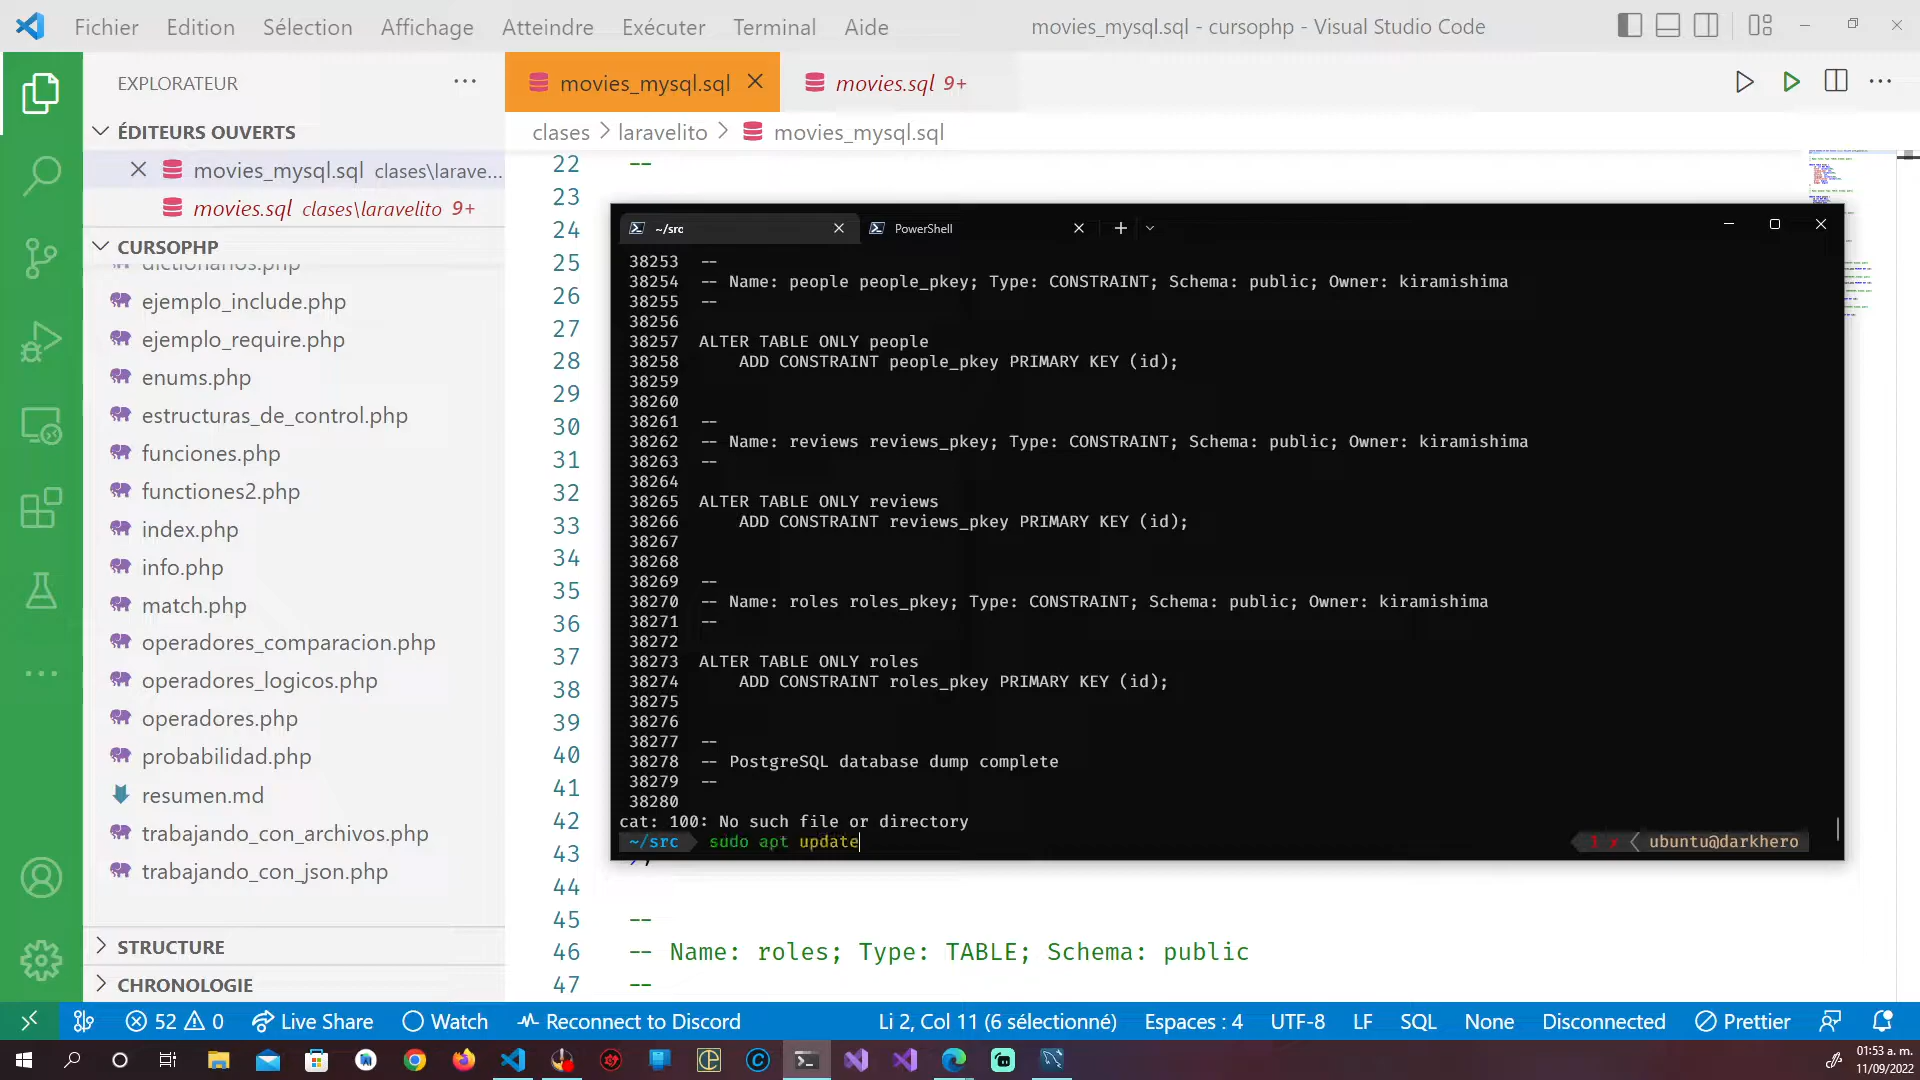 Fichier Edition Sélection Affichage Atteindre Exécuter Terminal Aide movies_mysql.sql - cursophp - Visual Studio Code
EXPLORATEUR
ÉDITEURS OUVERTS
movies_mysql.sql clases\larave...
movies.sql clases\laravelito 9+
CURSOPHP
diccionarios.php
ejemplo_include.php
ejemplo_require.php
enums.php
estructuras_de_control.php
funciones.php
functiones2.php
index.php
info.php
match.php
operadores_comparacion.php
operadores_logicos.php
operadores.php
probabilidad.php
resumen.md
trabajando_con_archivos.php
trabajando_con_json.php
STRUCTURE
CHRONOLOGIE
movies_mysql.sql movies.sql 9+
clases > laravelito > movies_mysql.sql
22 --
23
24
25
26
27
28
29
30
31
32
33
34
35
36
37
38
39
40
41
42
43 );
44
45 --
46 -- Name: roles; Type: TABLE; Schema: public
47 --
~/src PowerShell
38253 --
38254 -- Name: people people_pkey; Type: CONSTRAINT; Schema: public; Owner: kiramishima
38255 --
38256
38257 ALTER TABLE ONLY people
38258 ADD CONSTRAINT people_pkey PRIMARY KEY (id);
38259
38260
38261 --
38262 -- Name: reviews reviews_pkey; Type: CONSTRAINT; Schema: public; Owner: kiramishima
38263 --
38264
38265 ALTER TABLE ONLY reviews
38266 ADD CONSTRAINT reviews_pkey PRIMARY KEY (id);
38267
38268
38269 --
38270 -- Name: roles roles_pkey; Type: CONSTRAINT; Schema: public; Owner: kiramishima
38271 --
38272
38273 ALTER TABLE ONLY roles
38274 ADD CONSTRAINT roles_pkey PRIMARY KEY (id);
38275
38276
38277 --
38278 -- PostgreSQL database dump complete
38279 --
38280
cat: 100: No such file or directory
~/src sudo apt update 1 x ubuntu@darkhero
52 0 Live Share Watch Reconnect to Discord Li 2, Col 11 (6 sélectionné) Espaces : 4 UTF-8 LF SQL None Disconnected Prettier
01:53 a. m.
11/09/2022